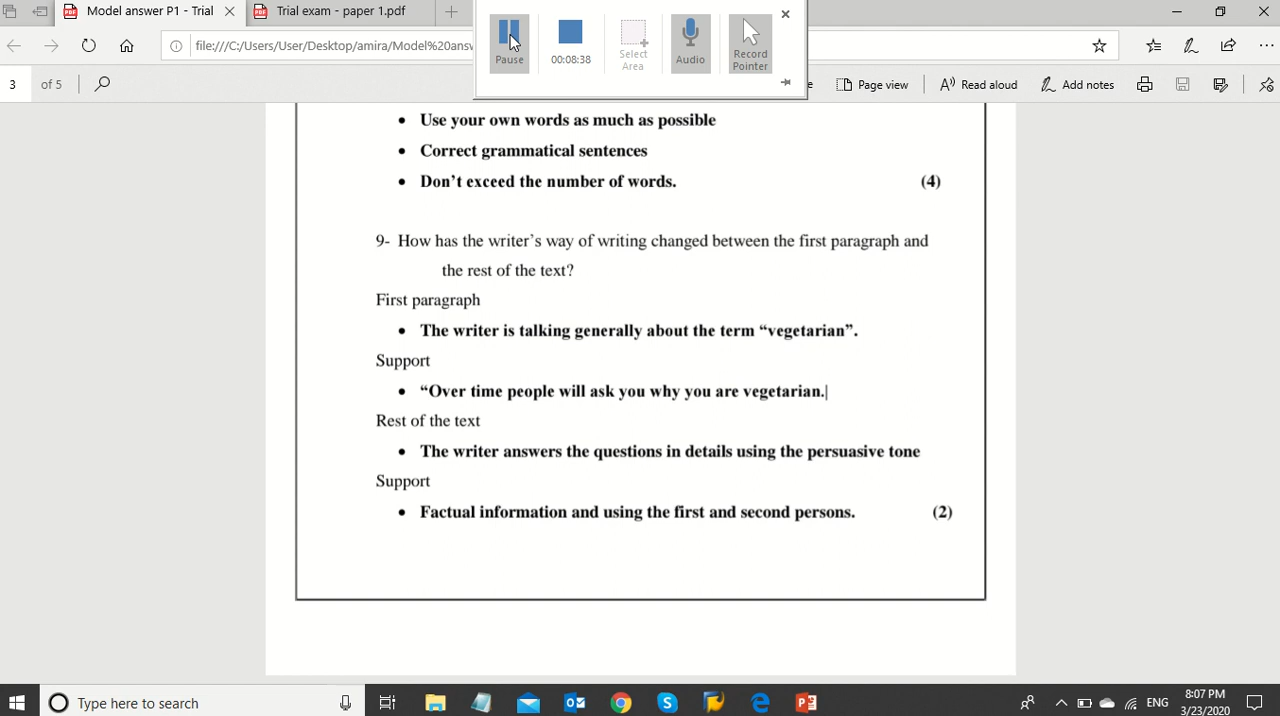 Model answer P1 - Trial
Trial exam - paper 1.pdf
file:///C:/Users/User/Desktop/amira/Model%20answ
Pause
00:08:38
Select
Area
Audio
Record
Pointer
3
of 5
Page view
Read aloud
Add notes
• Use your own words as much as possible
• Correct grammatical sentences
• Don’t exceed the number of words. (4)
9- How has the writer’s way of writing changed between the first paragraph and
the rest of the text?
First paragraph
• The writer is talking generally about the term “vegetarian”.
Support
• “Over time people will ask you why you are vegetarian.
Rest of the text
• The writer answers the questions in details using the persuasive tone
Support
• Factual information and using the first and second persons. (2)
Type here to search
ENG
8:07 PM
3/23/2020